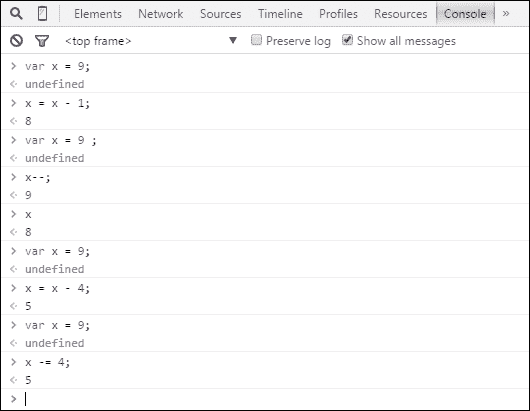 Elements Network Sources Timeline Profiles Resources Console »
<top frame> ▼ Preserve log Show all messages
> var x = 9;
<· undefined
> x = x - 1;
<· 8
> var x = 9 ;
<· undefined
> x--;
<· 9
> x
<· 8
> var x = 9;
<· undefined
> x = x - 4;
<· 5
> var x = 9;
<· undefined
> x -= 4;
<· 5
>